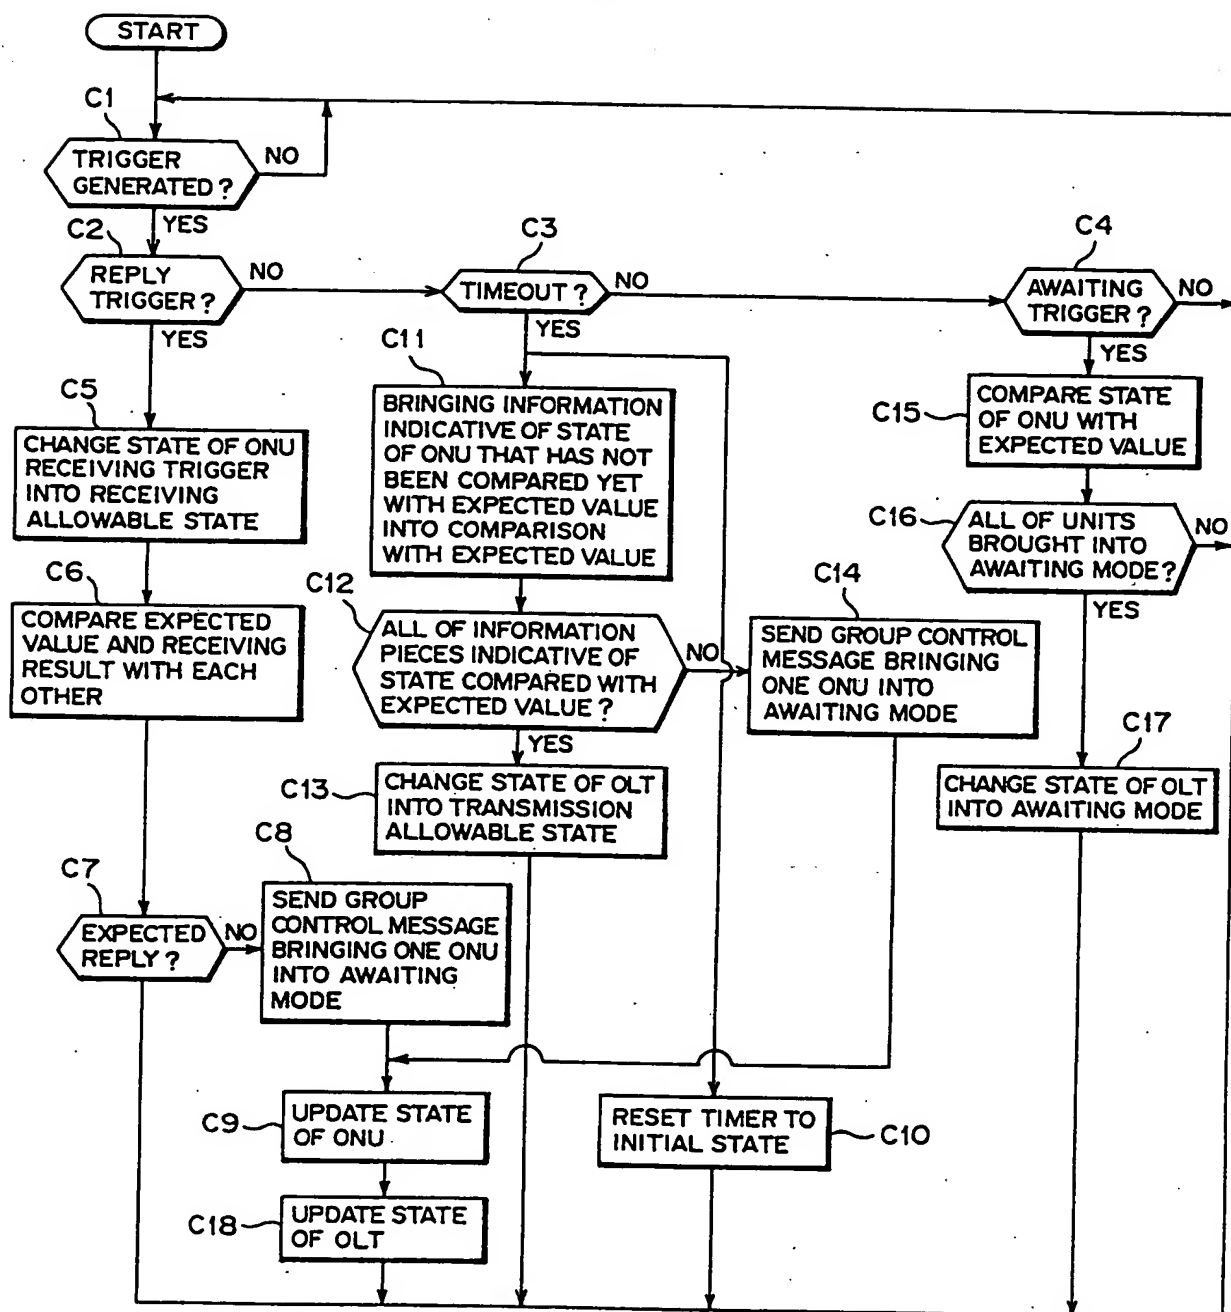 START
C1
TRIGGER
GENERATED?
NO
YES
C2
REPLY
TRIGGER?
NO
YES
C3
TIMEOUT?
NO
YES
C4
AWAITING
TRIGGER?
NO
YES
C5
CHANGE STATE OF ONU
RECEIVING TRIGGER
INTO RECEIVING
ALLOWABLE STATE
C6
COMPARE EXPECTED
VALUE AND RECEIVING
RESULT WITH EACH
OTHER
C7
EXPECTED
REPLY?
NO
C8
SEND GROUP
CONTROL MESSAGE
BRINGING ONE ONU
INTO AWAITING
MODE
C9
UPDATE STATE
OF ONU
C18
UPDATE STATE
OF OLT
C11
BRINGING INFORMATION
INDICATIVE OF STATE
OF ONU THAT HAS NOT
BEEN COMPARED YET
WITH EXPECTED VALUE
INTO COMPARISON
WITH EXPECTED VALUE
C12
ALL OF INFORMATION
PIECES INDICATIVE OF
STATE COMPARED WITH
EXPECTED VALUE?
NO
YES
C13
CHANGE STATE OF OLT
INTO TRANSMISSION
ALLOWABLE STATE
C14
SEND GROUP CONTROL
MESSAGE BRINGING
ONE ONU INTO
AWAITING MODE
RESET TIMER TO
INITIAL STATE
C10
C15
COMPARE STATE
OF ONU WITH
EXPECTED VALUE
C16
ALL OF UNITS
BROUGHT INTO
AWAITING MODE?
NO
YES
C17
CHANGE STATE OF OLT
INTO AWAITING MODE